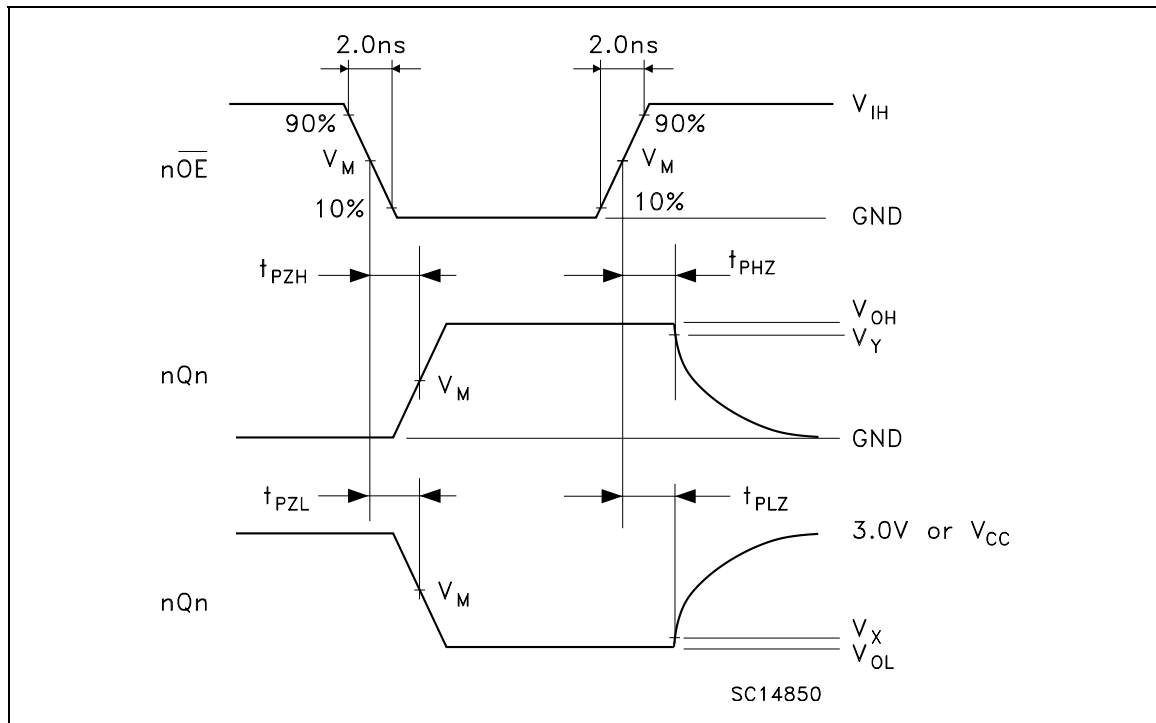 2.0ns 2.0ns
V_IH
90% 90%
nO̅E̅ V_M V_M
10% 10%
GND
t_PZH t_PHZ
V_OH
V_Y
nQn V_M
GND
t_PZL t_PLZ
3.0V or V_CC
nQn V_M
V_X
V_OL
SC14850